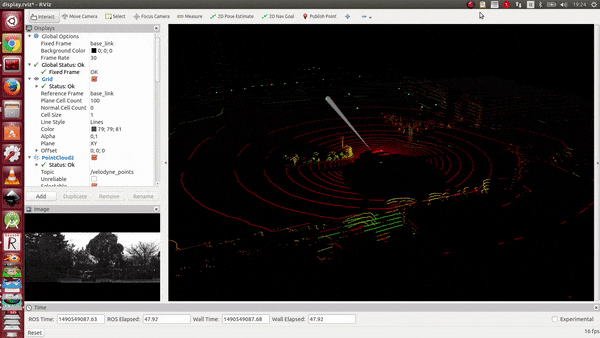 display.rviz* - RViz
19:24
Interact Move Camera Select Focus Camera Measure 2D Pose Estimate 2D Nav Goal Publish Point
Displays
Global Options
Fixed Frame base_link
Background Color 0; 0; 0
Frame Rate 30
Global Status: Ok
Fixed Frame OK
Grid
Status: Ok
Reference Frame base_link
Plane Cell Count 100
Normal Cell Count 0
Cell Size 1
Line Style Lines
Color 79; 79; 81
Alpha 0,1
Plane XY
Offset 0; 0; 0
PointCloud2
Status: Ok
Topic /velodyne_points
Unreliable
Selectable
Add Duplicate Remove Rename
Image
Time
ROS Time: 1490549087.63 ROS Elapsed: 47.92 Wall Time: 1490549087.68 Wall Elapsed: 47.92 Experimental
Reset 16 fps